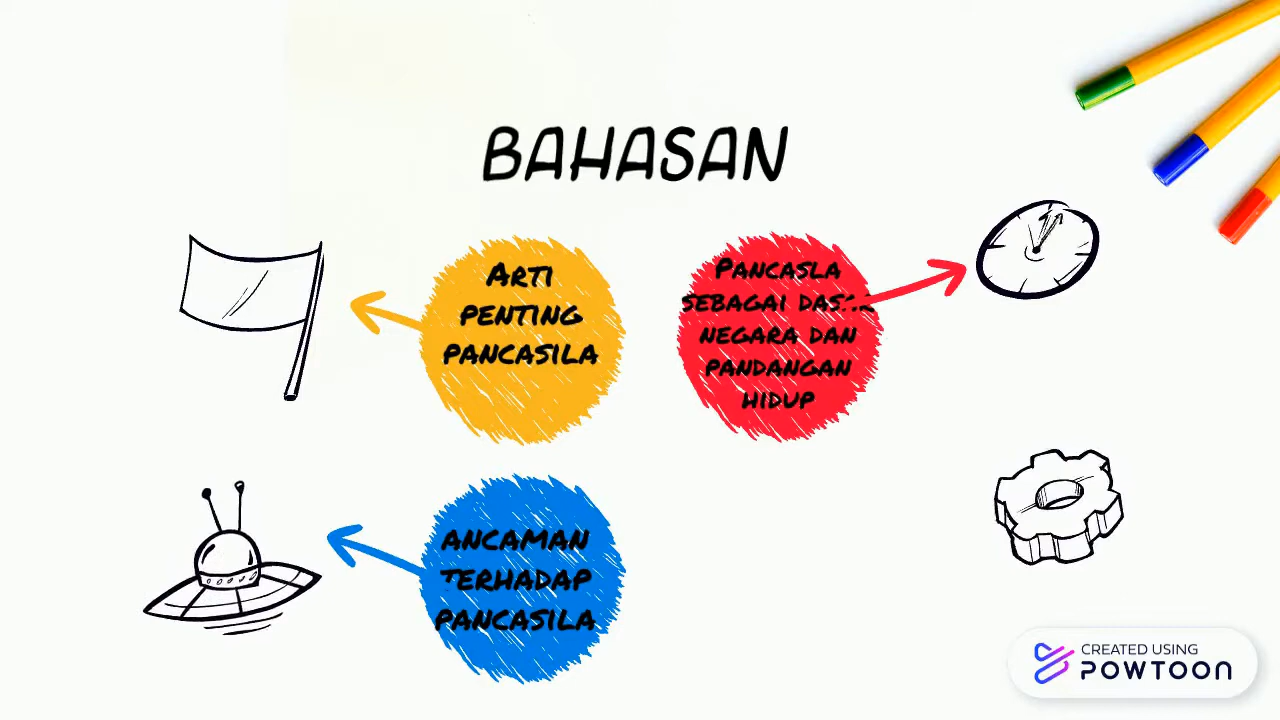 BAHASAN
ARTI
PENTING
PANCASILA
PANCASLA
SEBAGAI
NEGARA DAN
PANDANGAN
HIDUP
ANCAMAN
TERHADAP
PANCASILA
CREATED USING
POWTOON